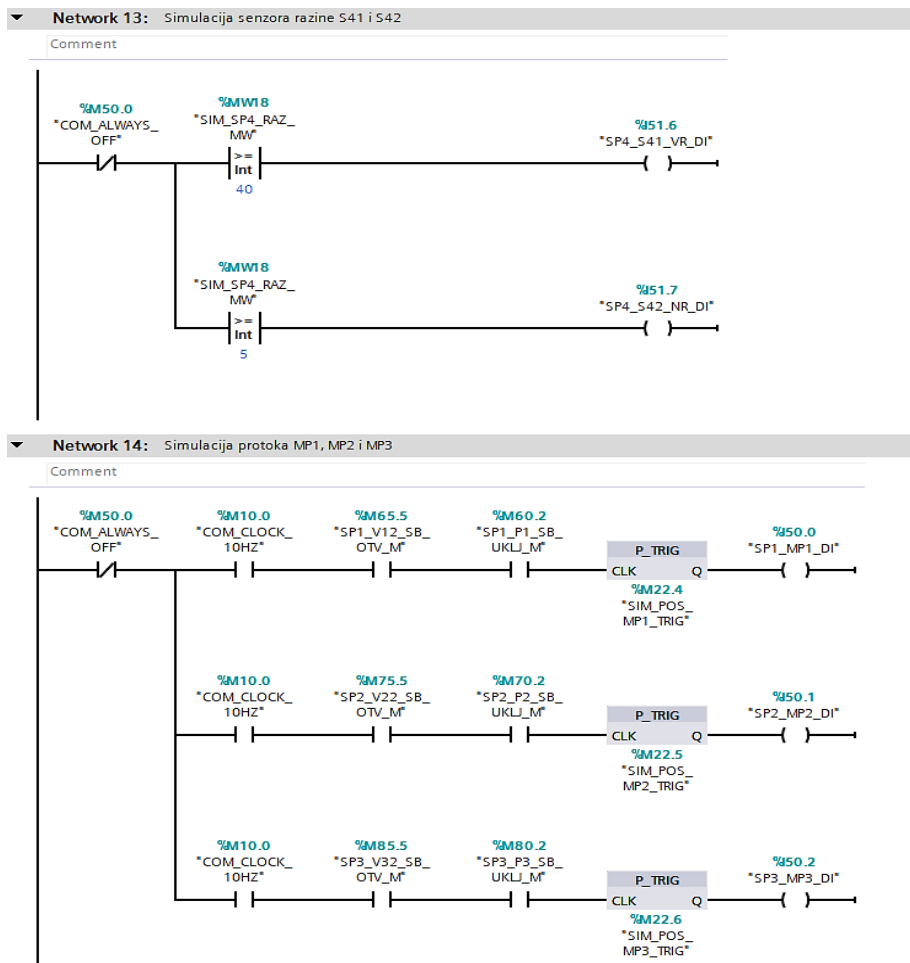 Network 13: Simulacija senzora razine S41 i S42
Comment
%M50.0
"COM_ALWAYS_
OFF"
%MW18
"SIM_SP4_RAZ_
MW"
>=
Int
40
%I51.6
"SP4_S41_VR_DI"
%MW18
"SIM_SP4_RAZ_
MW"
>=
Int
5
%I51.7
"SP4_S42_NR_DI"
Network 14: Simulacija protoka MP1, MP2 i MP3
Comment
%M50.0
"COM_ALWAYS_
OFF"
%M10.0
"COM_CLOCK_
10HZ"
%M65.5
"SP1_V12_SB_
OTV_M"
%M60.2
"SP1_P1_SB_
UKLJ_M"
P_TRIG
CLK Q
%M22.4
"SIM_POS_
MP1_TRIG"
%I50.0
"SP1_MP1_DI"
%M10.0
"COM_CLOCK_
10HZ"
%M75.5
"SP2_V22_SB_
OTV_M"
%M70.2
"SP2_P2_SB_
UKLJ_M"
P_TRIG
CLK Q
%M22.5
"SIM_POS_
MP2_TRIG"
%I50.1
"SP2_MP2_DI"
%M10.0
"COM_CLOCK_
10HZ"
%M85.5
"SP3_V32_SB_
OTV_M"
%M80.2
"SP3_P3_SB_
UKLJ_M"
P_TRIG
CLK Q
%M22.6
"SIM_POS_
MP3_TRIG"
%I50.2
"SP3_MP3_DI"